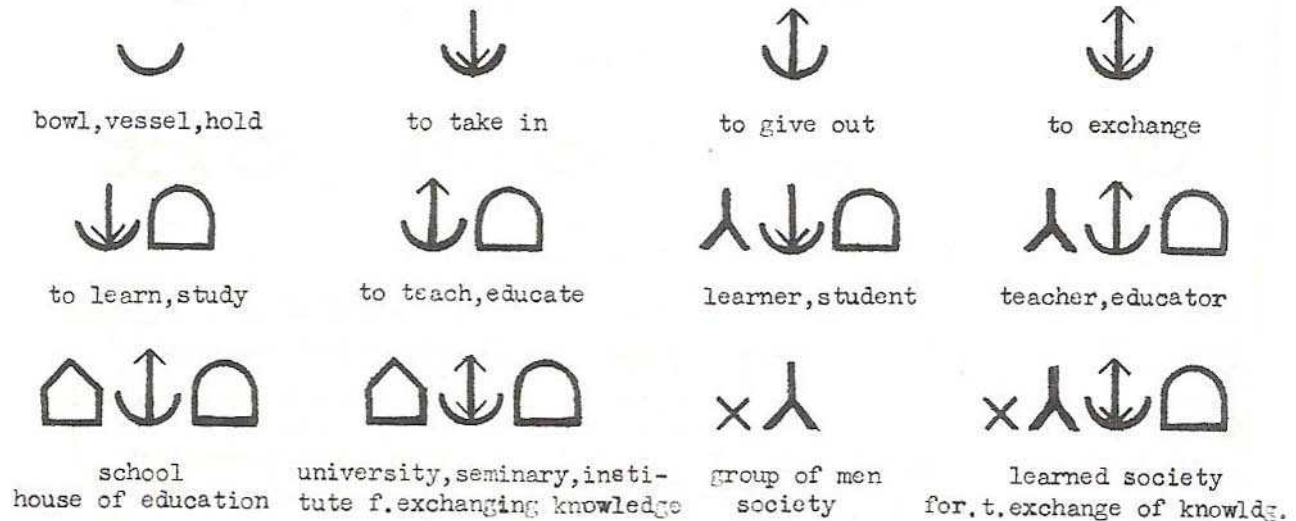 bowl,vessel,hold
to take in
to give out
to exchange
to learn,study
to teach,educate
learner,student
teacher,educator
school
house of education
university,seminary,insti-
tute f.exchanging knowledge
group of men
society
learned society
for.t.exchange of knowldg.